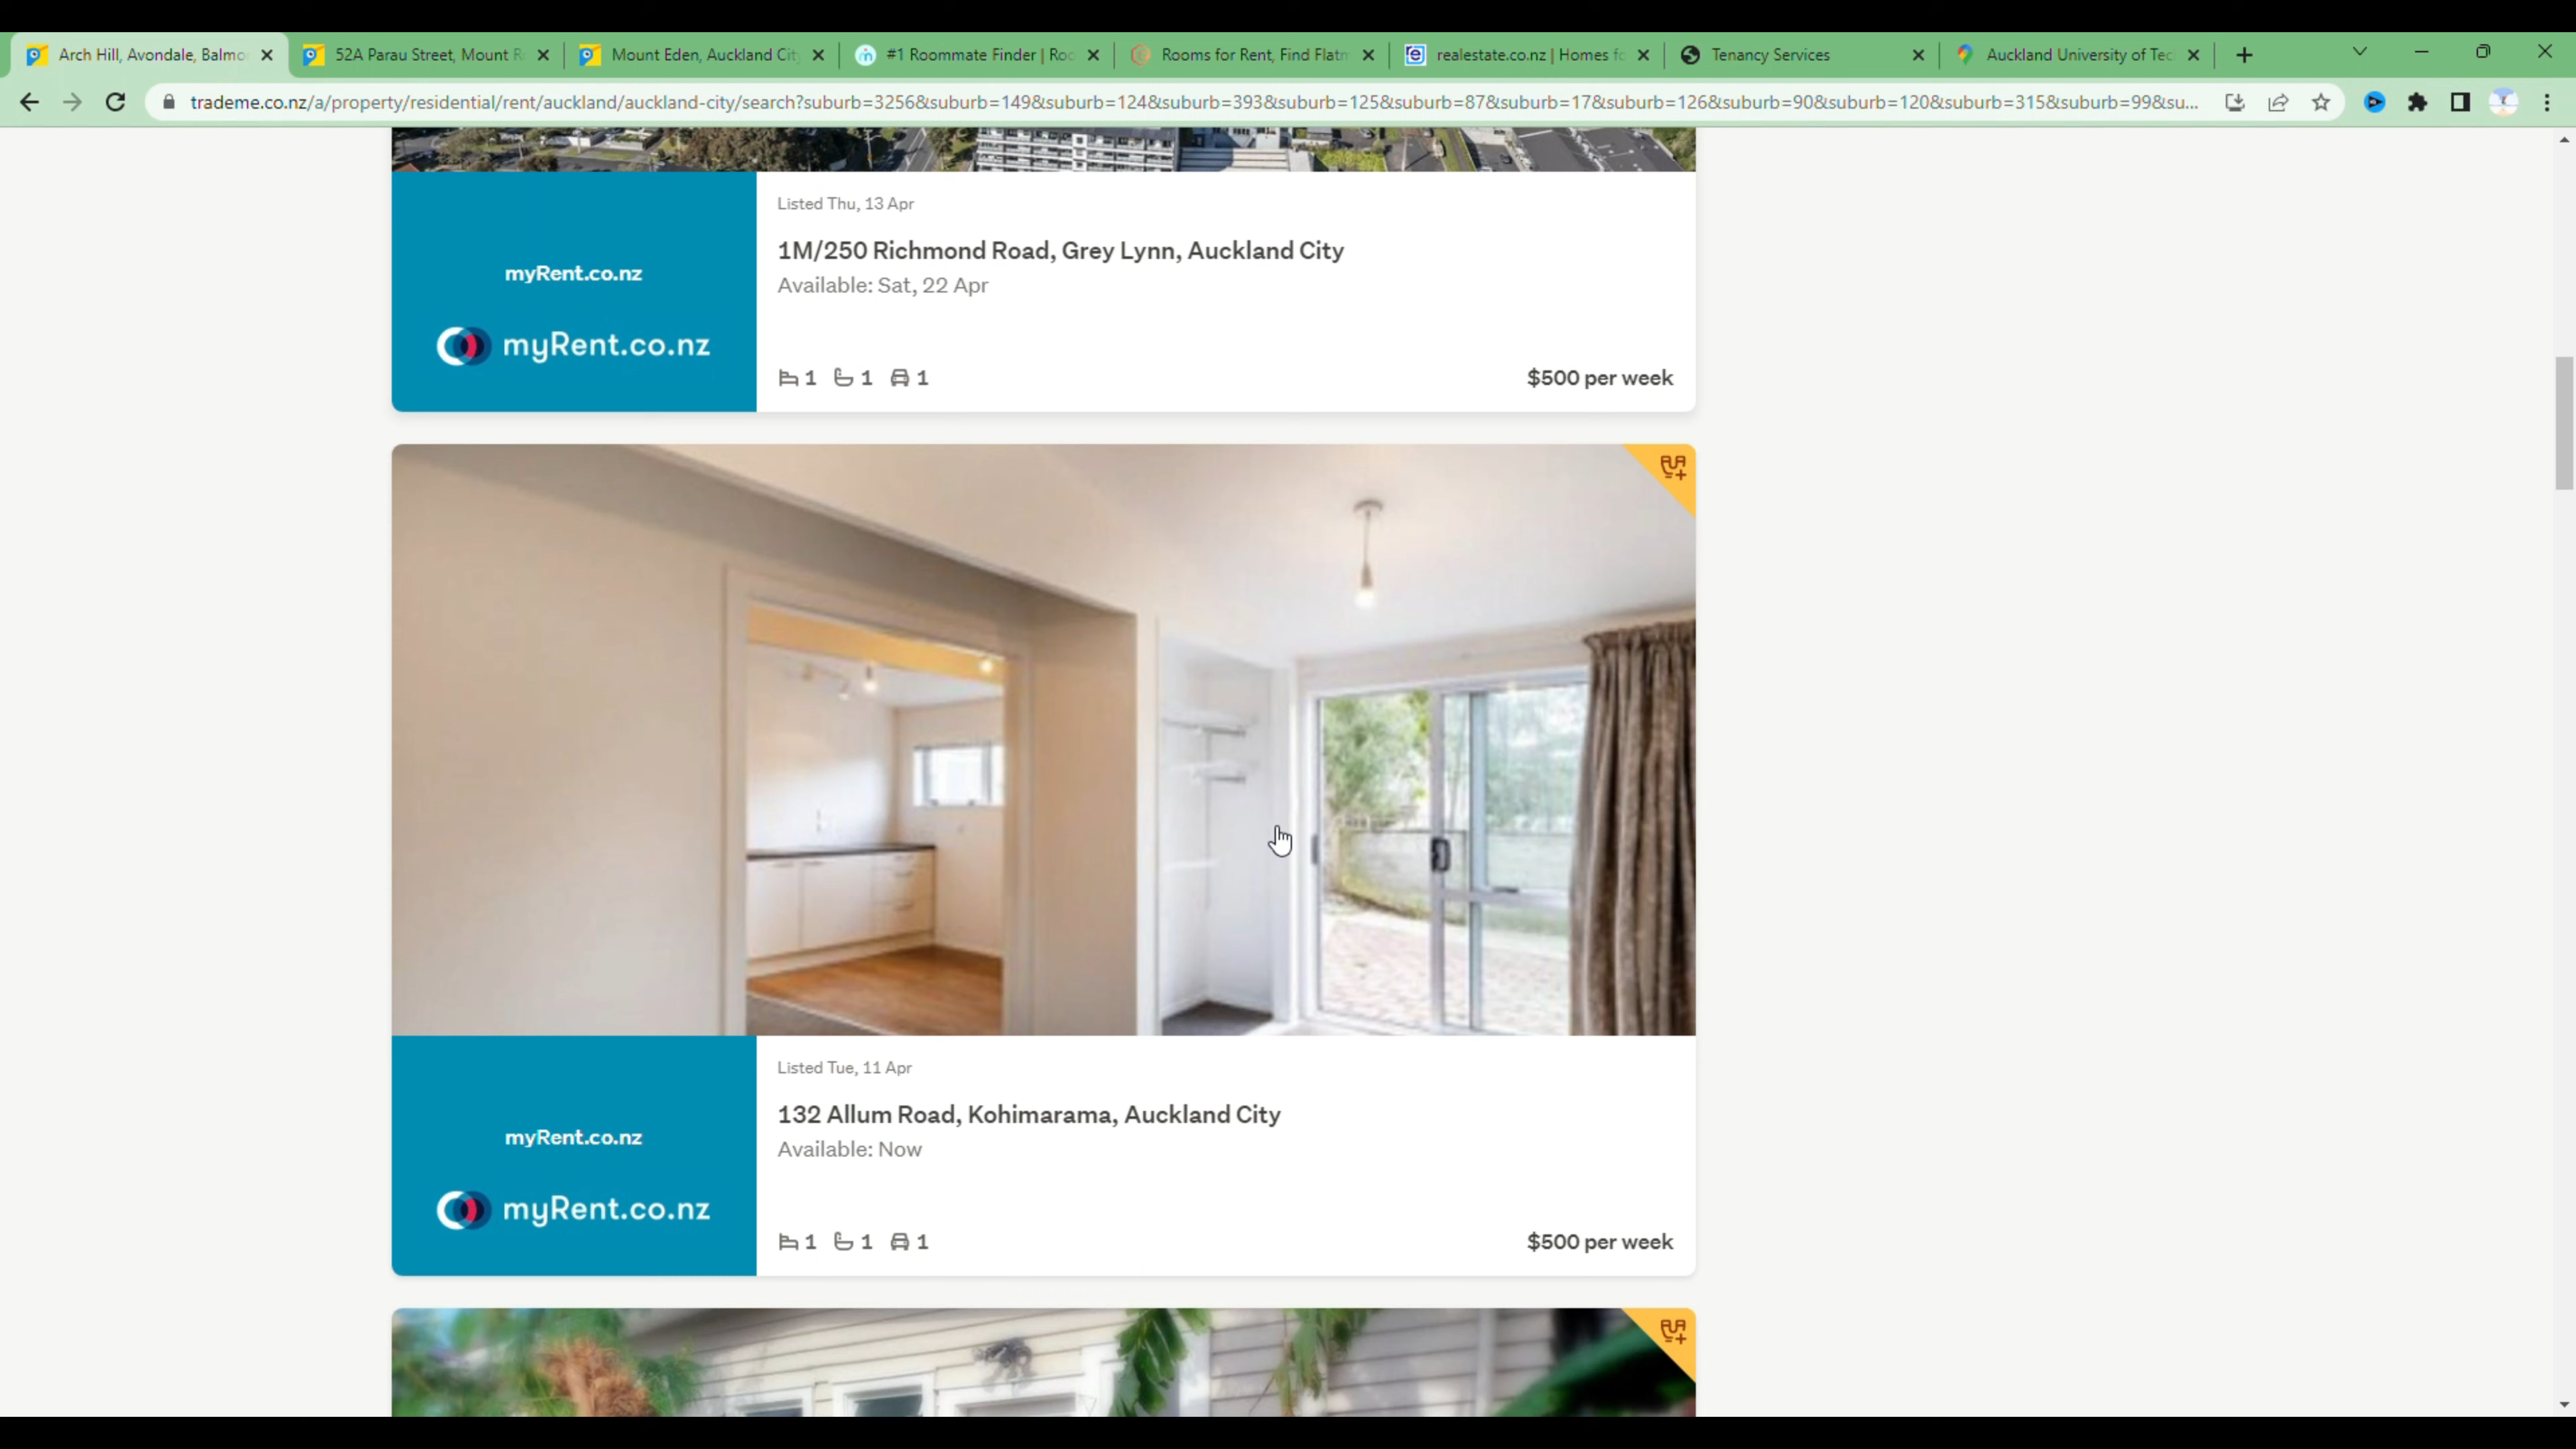 Arch Hill, Avondale, Balmo
52A Parau Street, Mount R
Mount Eden, Auckland City
#1 Roommate Finder | Roo
Rooms for Rent, Find Flatm
realestate.co.nz | Homes fo
Tenancy Services
Auckland University of Tec
trademe.co.nz/a/property/residential/rent/auckland/auckland-city/search?suburb=3256&suburb=149&suburb=124&suburb=393&suburb=125&suburb=87&suburb=17&suburb=126&suburb=90&suburb=120&suburb=315&suburb=99&su...
Listed Thu, 13 Apr
1M/250 Richmond Road, Grey Lynn, Auckland City
Available: Sat, 22 Apr
myRent.co.nz
myRent.co.nz
1 1 1
$500 per week
Listed Tue, 11 Apr
132 Allum Road, Kohimarama, Auckland City
Available: Now
myRent.co.nz
myRent.co.nz
1 1 1
$500 per week